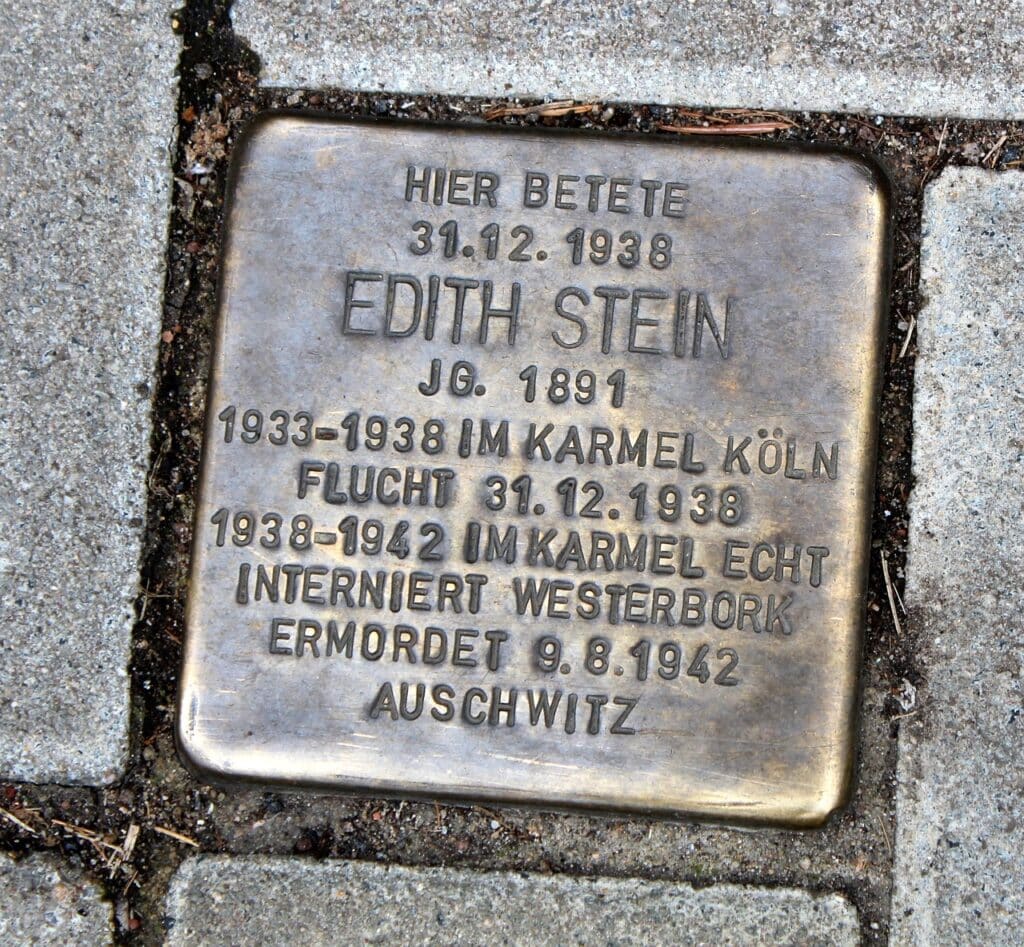 HIER BETETE
31.12.1938
EDITH STEIN
JG. 1891
1933-1938 IM KARMEL KÖLN
FLUCHT 31.12.1938
1938-1942 IM KARMEL ECHT
INTERNIERT WESTERBORK
ERMORDET 9.8.1942
AUSCHWITZ